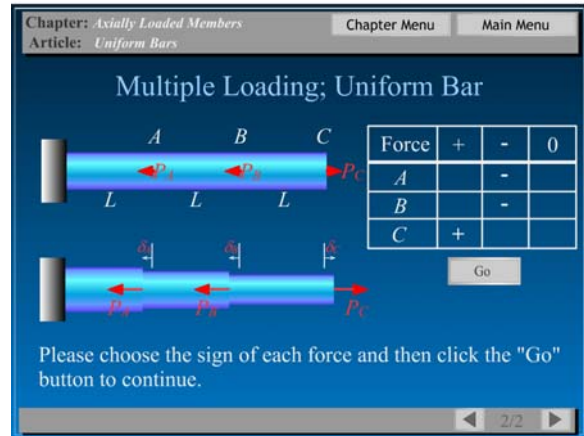 Chapter: Axially Loaded Members
Chapter Menu
Main Menu
Article: Uniform Bars
Multiple Loading; Uniform Bar
A B C
P_A P_B P_C
L L L
Force + - 0
A -
B -
C +
Go
δ_A δ_B δ_C
P_A P_B P_C
Please choose the sign of each force and then click the "Go"
button to continue.
2/2